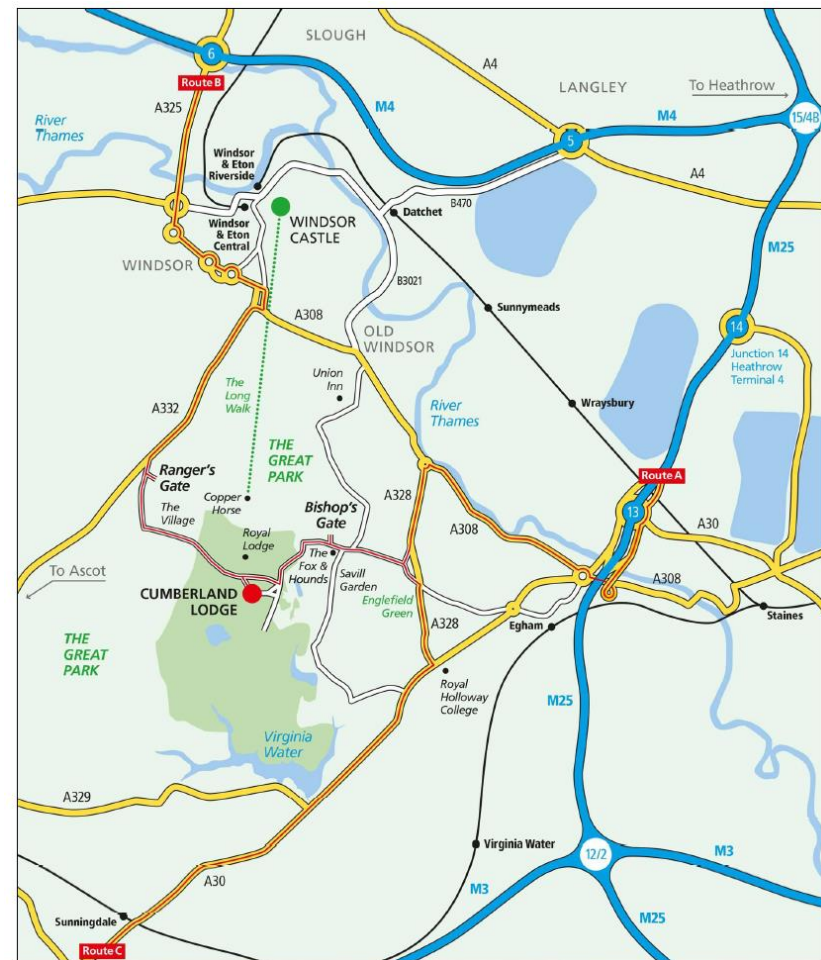 SLOUGH
6
Route B
A4
LANGLEY
To Heathrow
A325
M4
M4
15/4B
River
Thames
5
Windsor
& Eton
Riverside
A4
B470
Datchet
WINDSOR
CASTLE
Windsor
& Eton
Central
M25
WINDSOR
B3021
Sunnymeads
A308
14
OLD
WINDSOR
Junction 14
Heathrow
Terminal 4
Union
Inn
The
Long
Walk
A332
River
Thames
Wraysbury
THE
GREAT
PARK
Ranger's
Gate
Route A
Copper
Horse
Bishop's
Gate
A328
The
Village
13
A308
A30
Royal
Lodge
The
Fox &
Hounds
Savill
Garden
To Ascot
A308
CUMBERLAND
LODGE
Englefield
Green
A328
Egham
Staines
THE
GREAT
PARK
Royal
Holloway
College
M25
Virginia
Water
A329
Virginia Water
12/2
M3
A30
M3
M25
Sunningdale
Route C